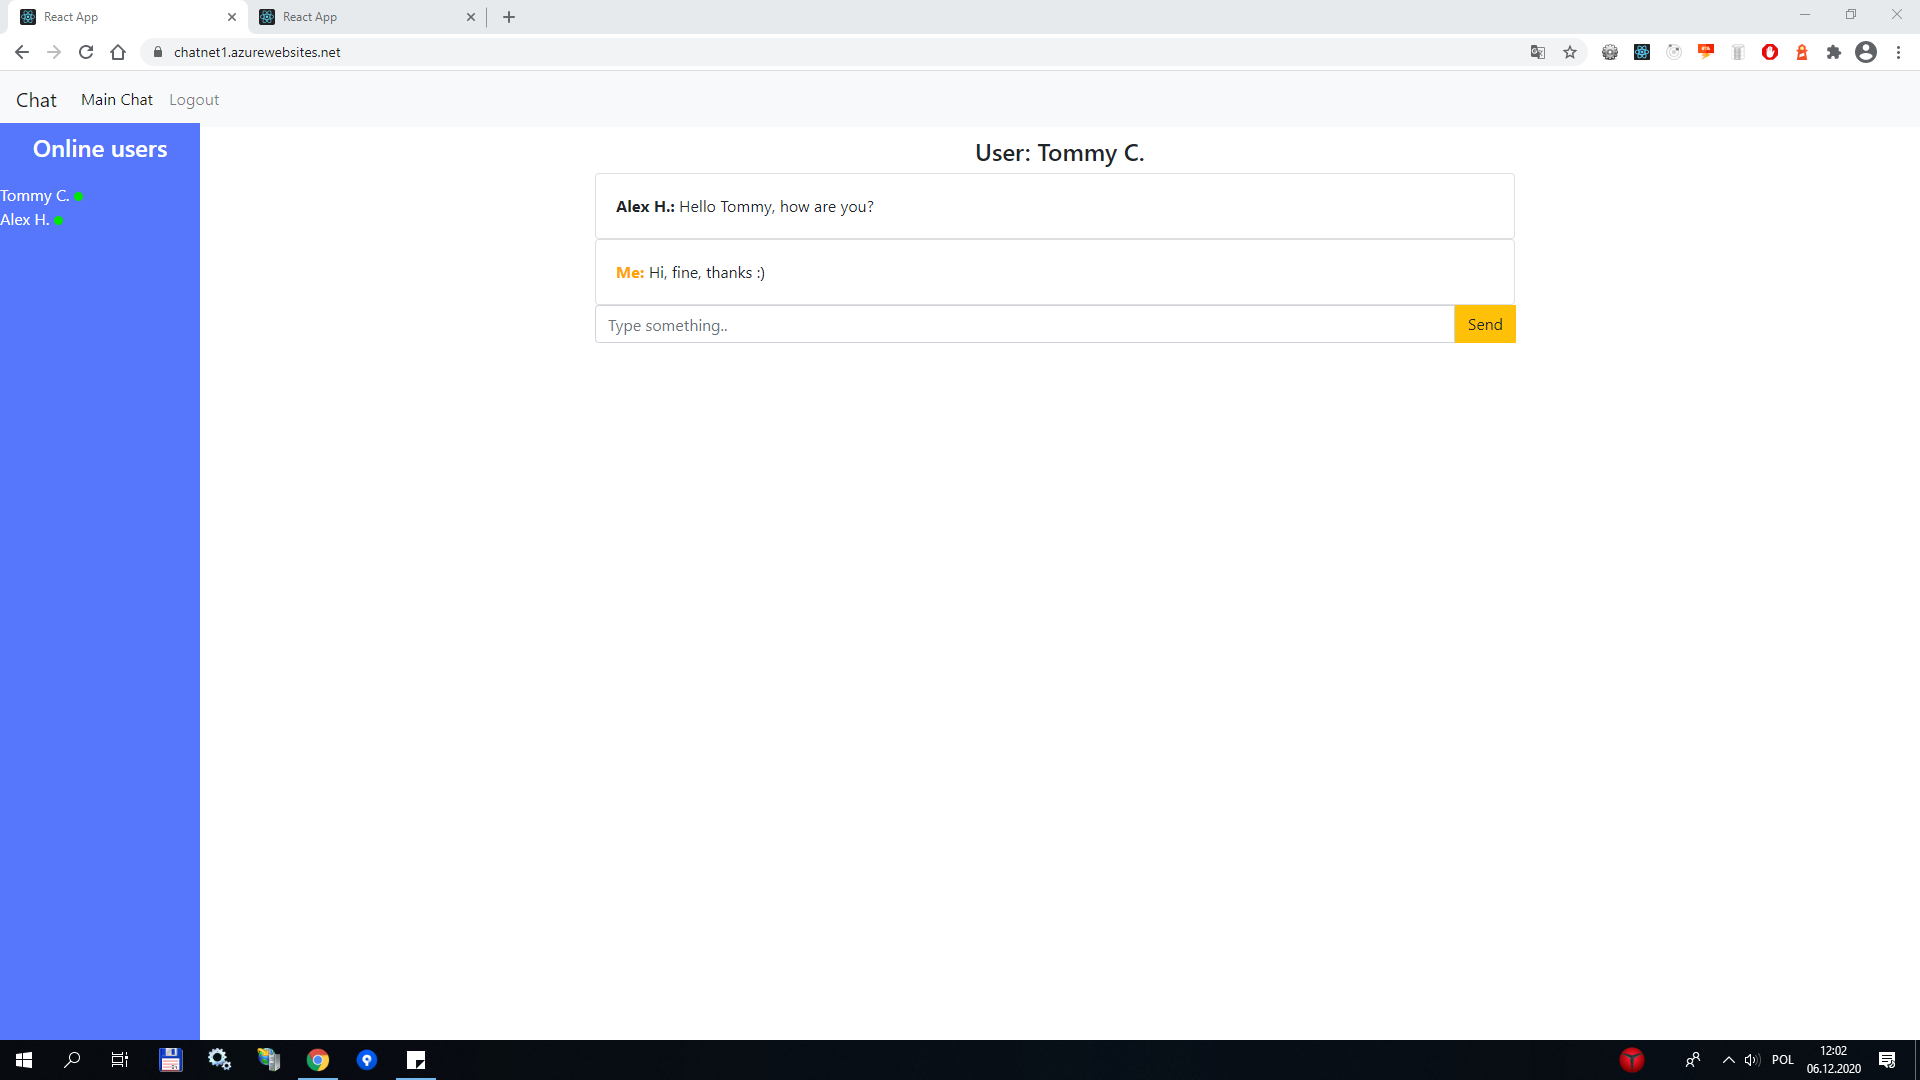 React App
React App
chatnet1.azurewebsites.net
Chat Main Chat Logout
Online users
Tommy C.
Alex H.
User: Tommy C.
Alex H.: Hello Tommy, how are you?
Me: Hi, fine, thanks :)
Type something..
Send
POL
12:02
06.12.2020